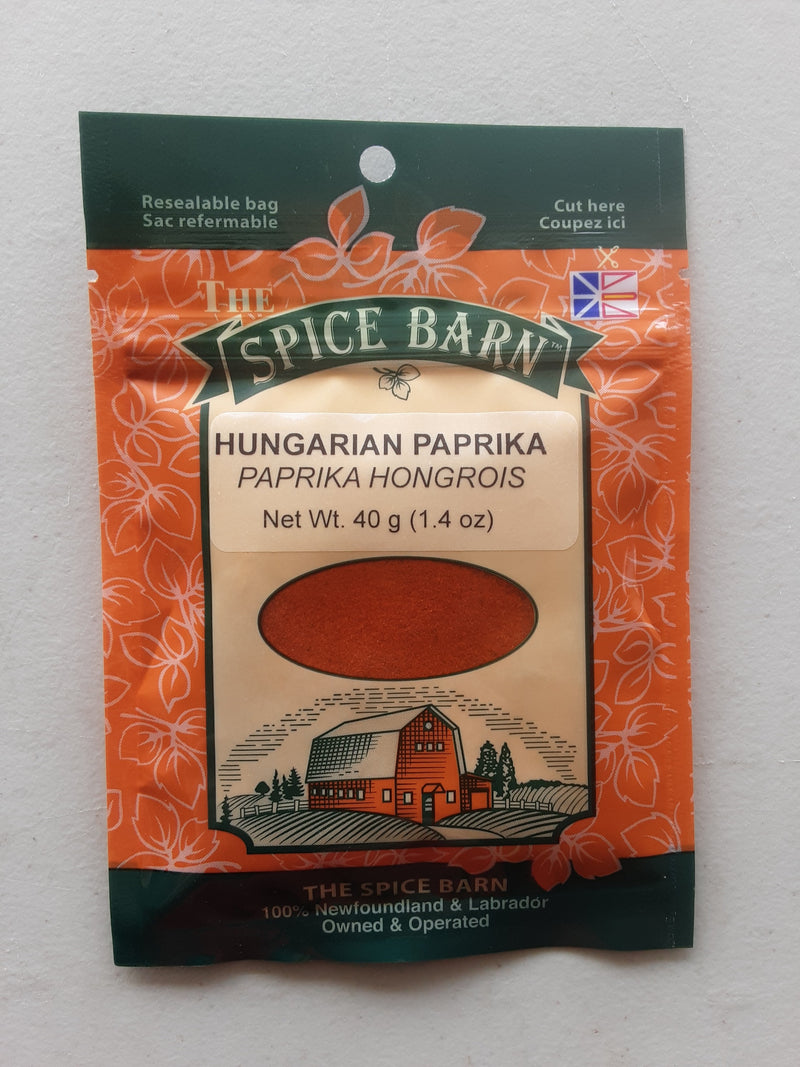 Resealable bag
Sac refermable
Cut here
Coupez ici
THE
SPICE BARN™
HUNGARIAN PAPRIKA
PAPRIKA HONGROIS
Net Wt. 40 g (1.4 oz)
THE SPICE BARN
100% Newfoundland & Labrador
Owned & Operated